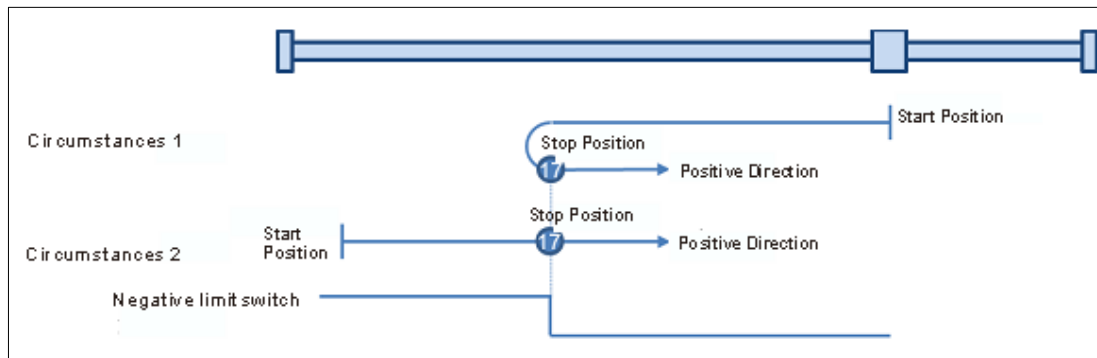 Start Position
Circumstances 1
Stop Position
17
Positive Direction
Stop Position
Start
Position
17
Positive Direction
Circumstances 2
Negative limit switch